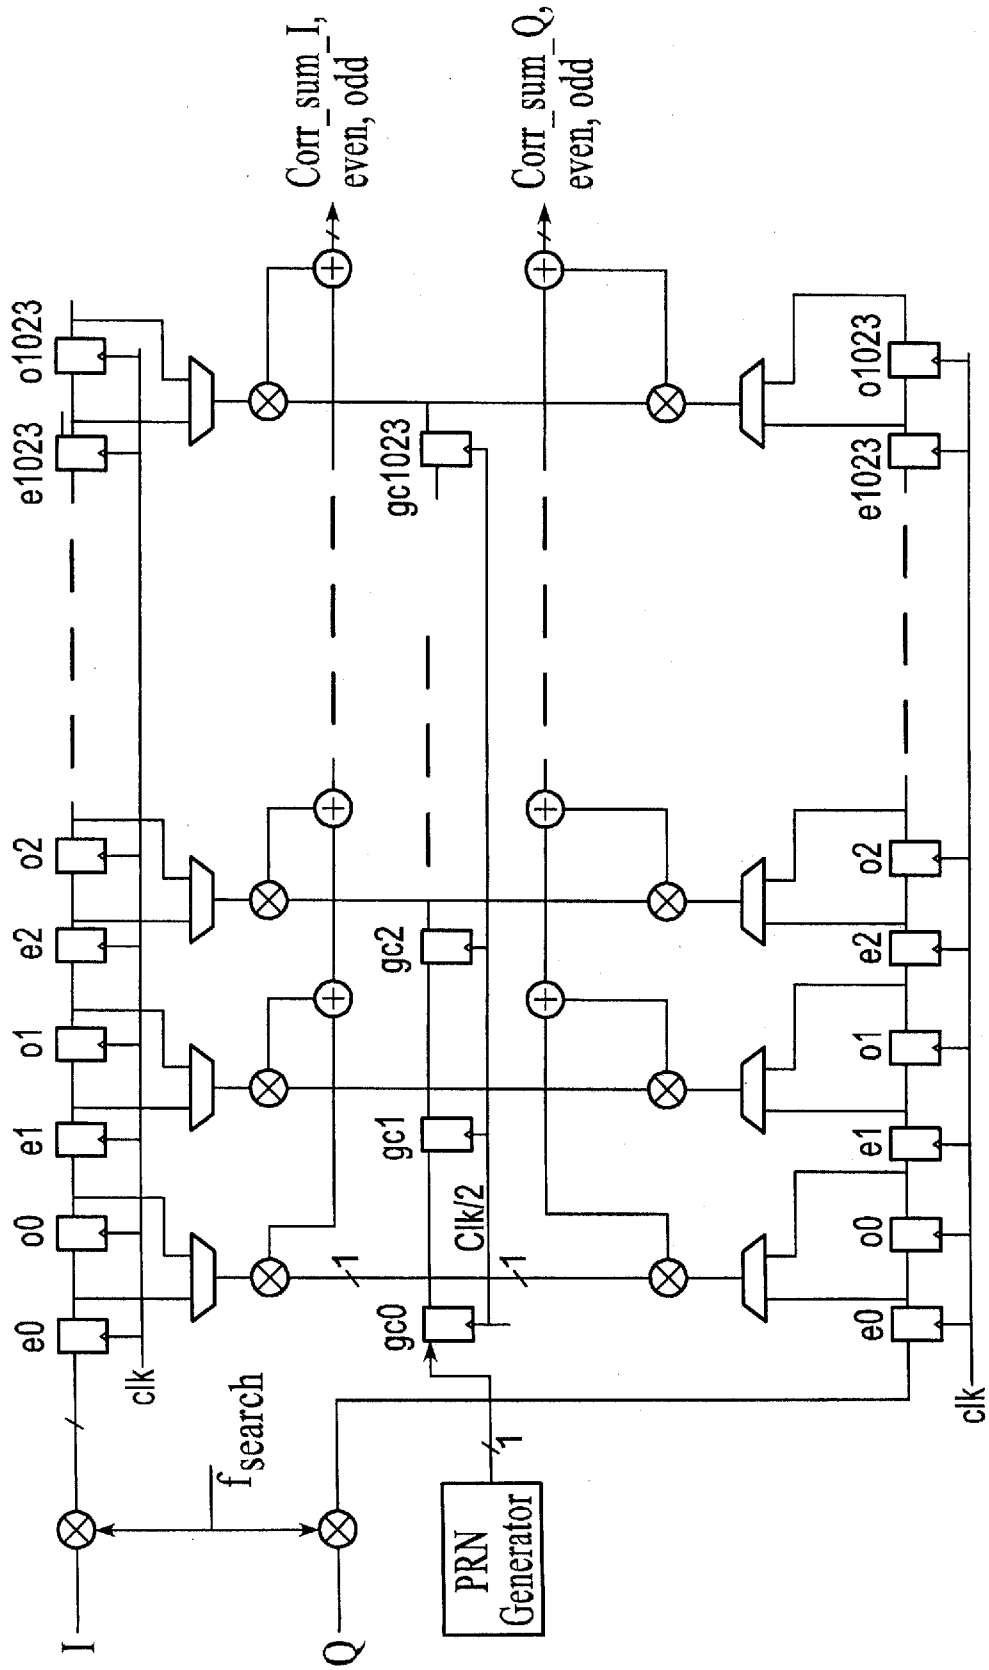 I
Q
f search
PRN
Generator
1
clk
e0
o0
e1
o1
e2
o2
e1023
o1023
1
1
gc0
gc1
gc2
gc1023
Clk/2
clk
e0
o0
e1
o1
e2
o2
e1023
o1023
Corr_sum_I,
even, odd
Corr_sum_Q,
even, odd